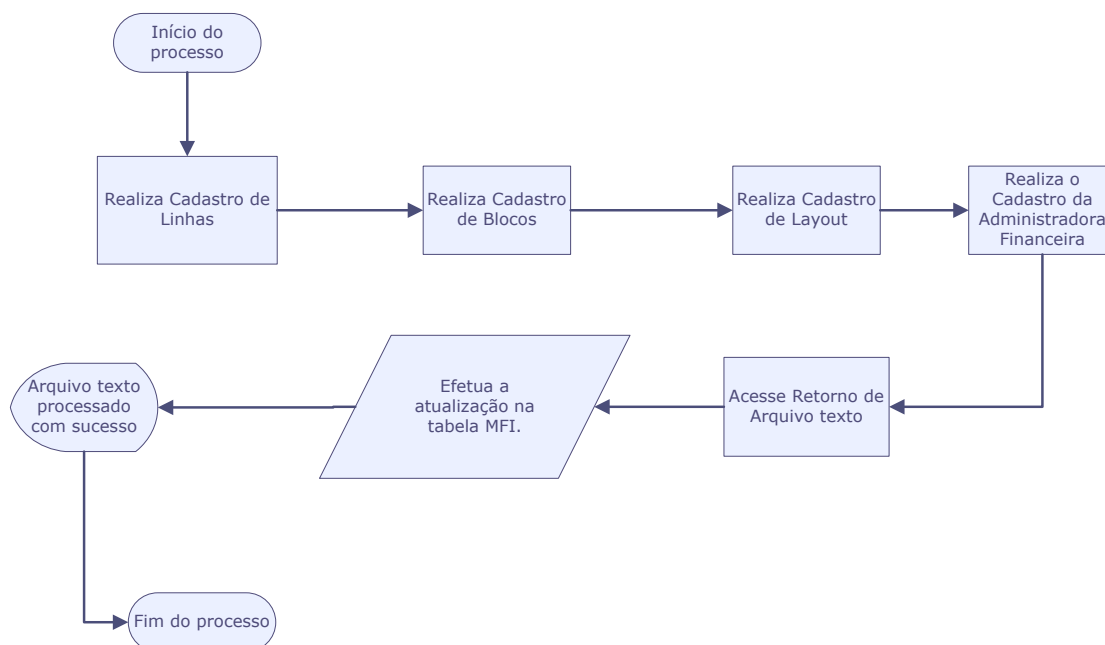 Início do
processo
Realiza Cadastro de
Linhas
Realiza Cadastro
de Blocos
Realiza Cadastro
de Layout
Realiza o
Cadastro da
Administradora
Financeira
Acesse Retorno de
Arquivo texto
Efetua a
atualização na
tabela MFI.
Arquivo texto
processado
com sucesso
Fim do processo